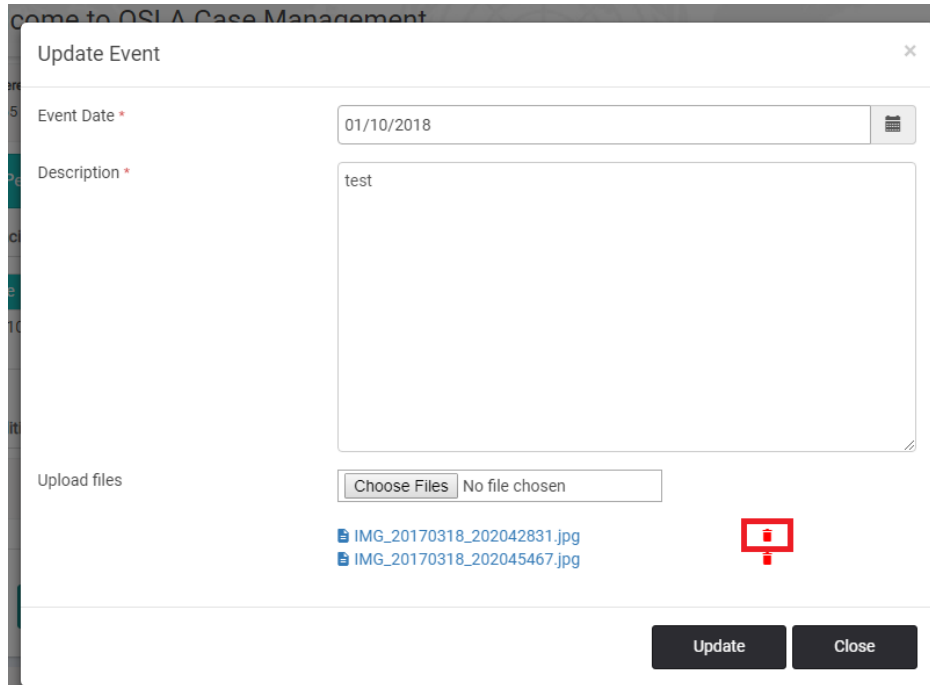 come to OSLA Case Management
Update Event
×
Event Date *
01/10/2018
Description *
test
Upload files
Choose Files No file chosen
IMG_20170318_202042831.jpg
IMG_20170318_202045467.jpg
Update Close